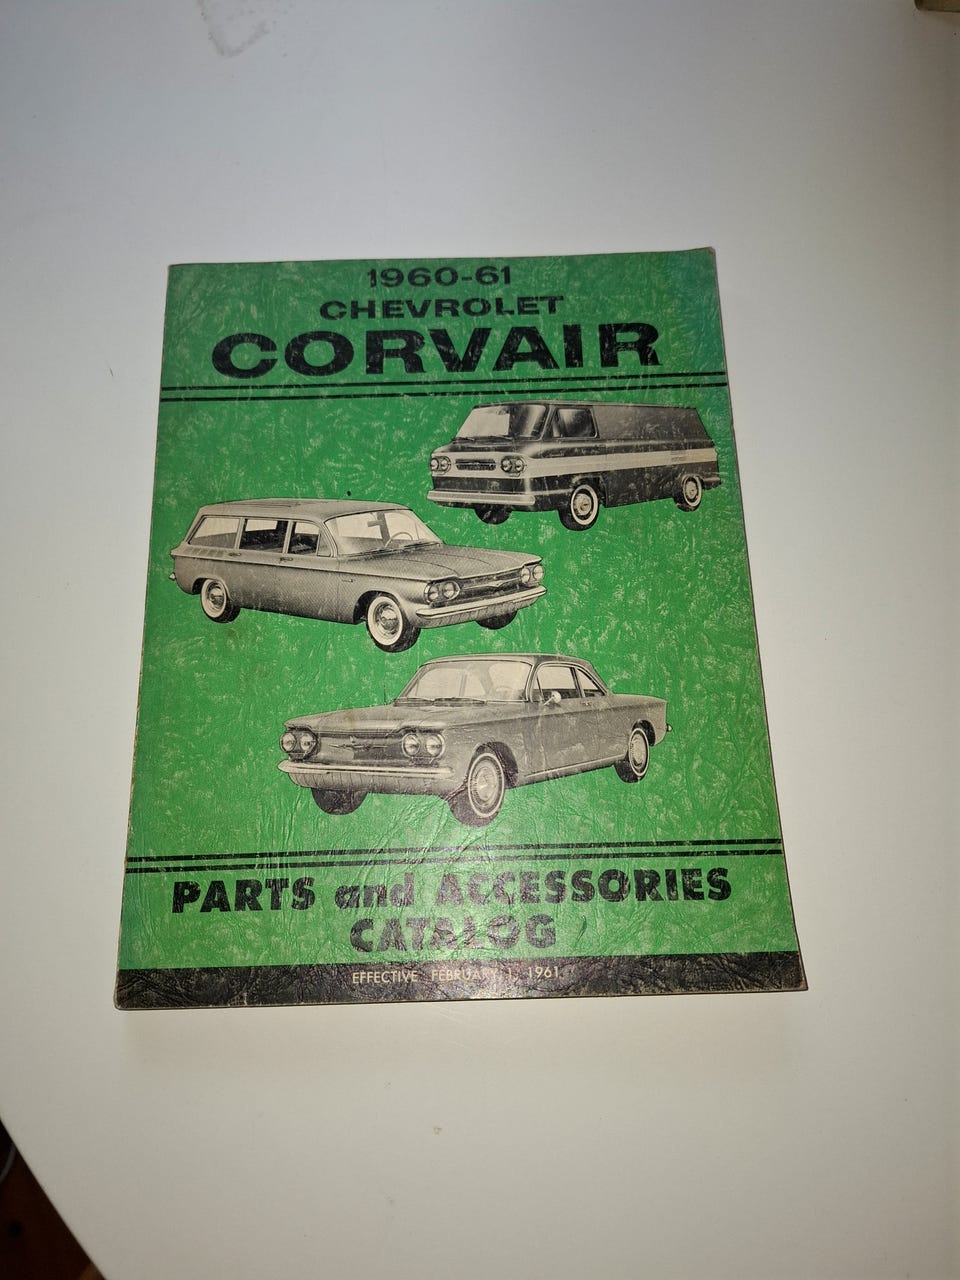 1960-61
CHEVROLET
CORVAIR
PARTS and ACCESSORIES
CATALOG
EFFECTIVE FEBRUARY 1, 1961